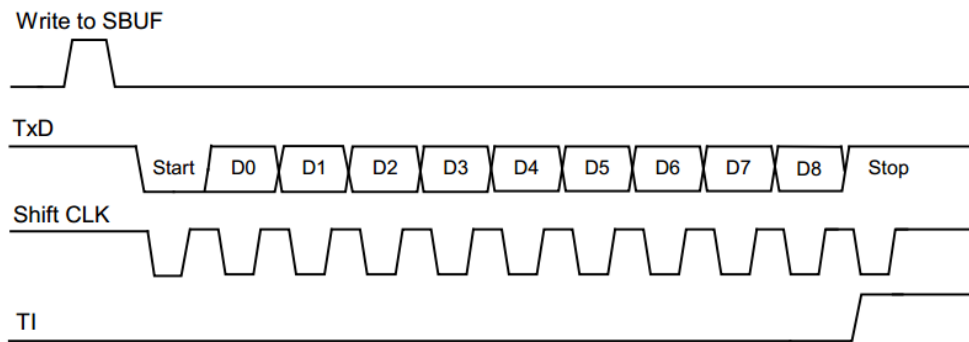 Write to SBUF
TxD
Start D0 D1 D2 D3 D4 D5 D6 D7 D8 Stop
Shift CLK
TI